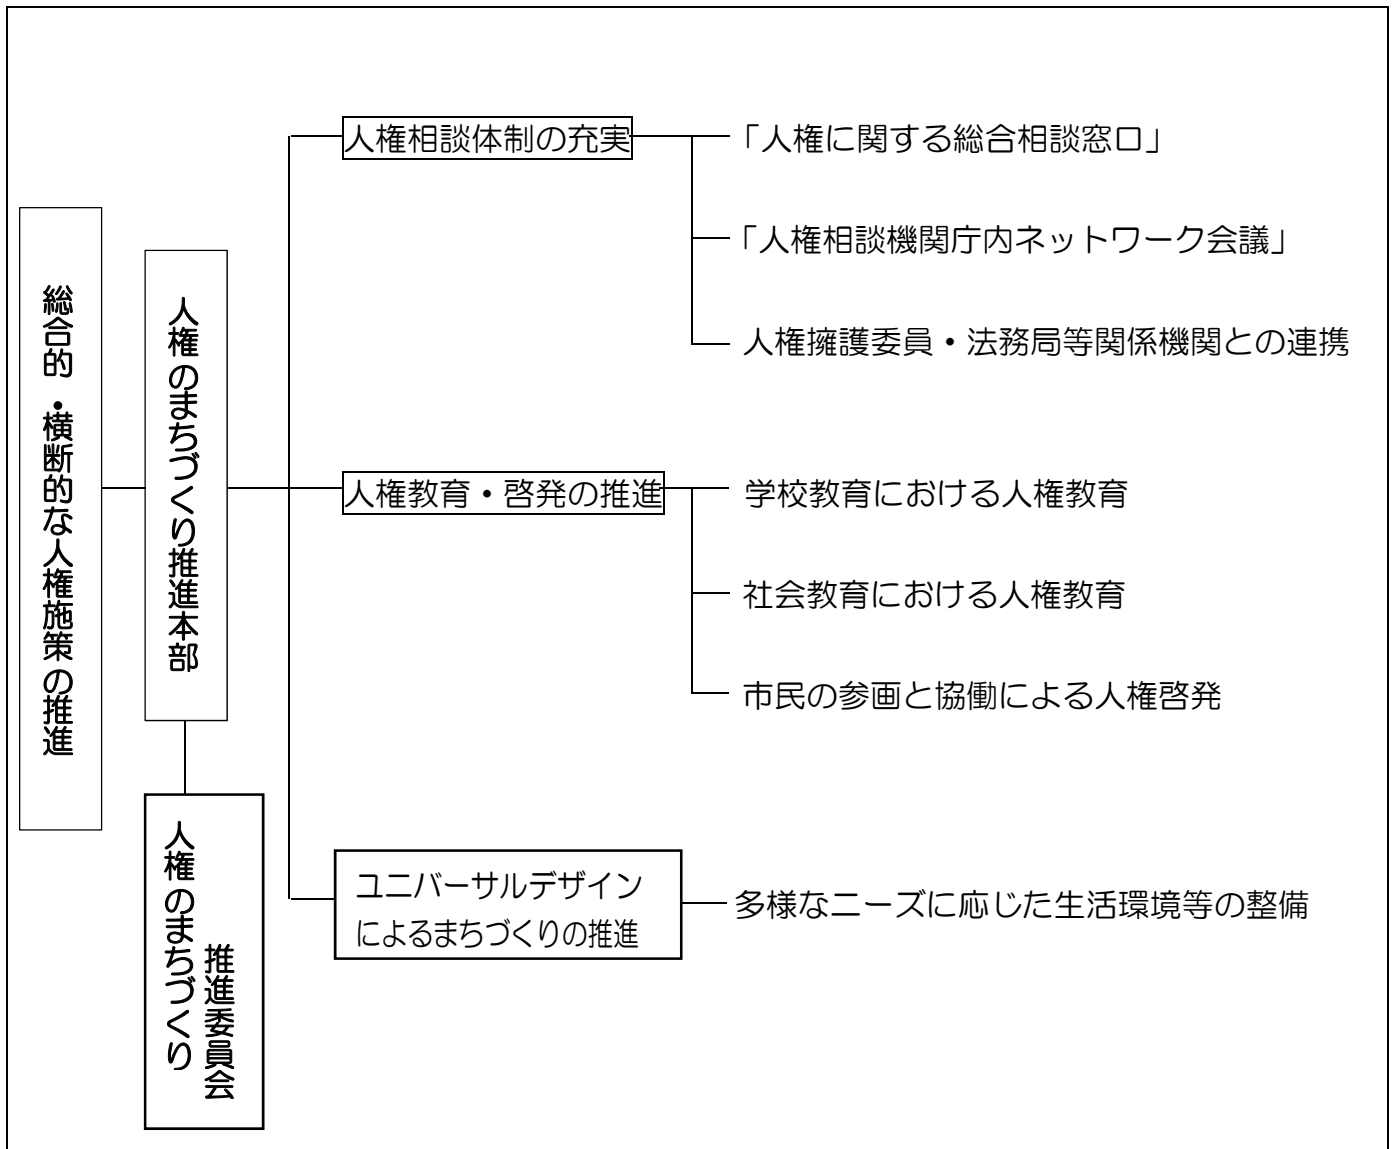 総合的・横断的な人権施策の推進
人権のまちづくり推進本部
人権のまちづくり
推進委員会
人権相談体制の充実
「人権に関する総合相談窓口」
「人権相談機関庁内ネットワーク会議」
人権擁護委員・法務局等関係機関との連携
人権教育・啓発の推進
学校教育における人権教育
社会教育における人権教育
市民の参画と協働による人権啓発
ユニバーサルデザイン
によるまちづくりの推進
多様なニーズに応じた生活環境等の整備